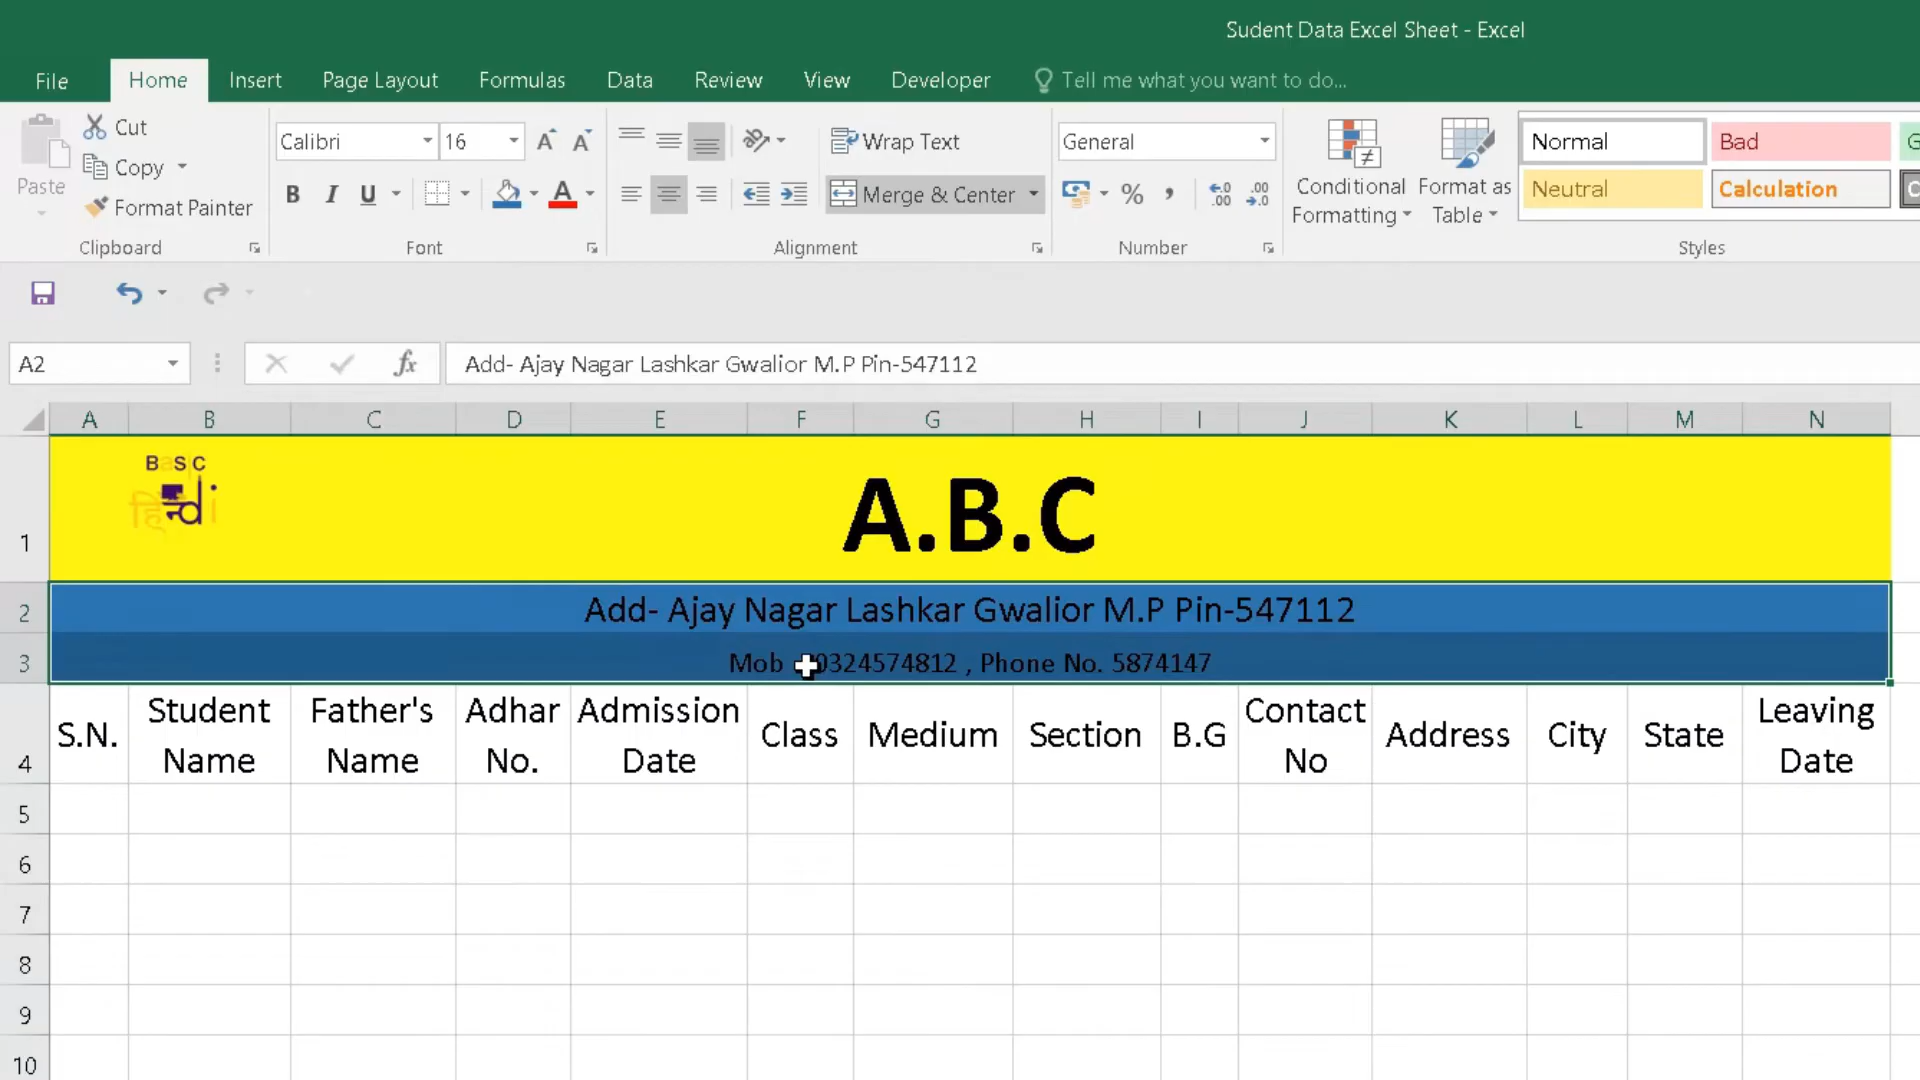 Sudent Data Excel Sheet - Excel
File Home Insert Page Layout Formulas Data Review View Developer Tell me what you want to do...
Cut
Copy
Format Painter
Paste
Clipboard
Calibri 16
B I U A
Font
Wrap Text
Merge & Center
Alignment
General
%
Number
Conditional Formatting
Format as Table
Normal Bad
Neutral Calculation
Styles
A2 fx Add- Ajay Nagar Lashkar Gwalior M.P Pin-547112
A B C D E F G H I J K L M N
1
A.B.C
2 Add- Ajay Nagar Lashkar Gwalior M.P Pin-547112
3 Mob , Phone No. 5874147
4 S.N. Student Name Father's Name Adhar No. Admission Date Class Medium Section B.G Contact No Address City State Leaving Date
5
6
7
8
9
10